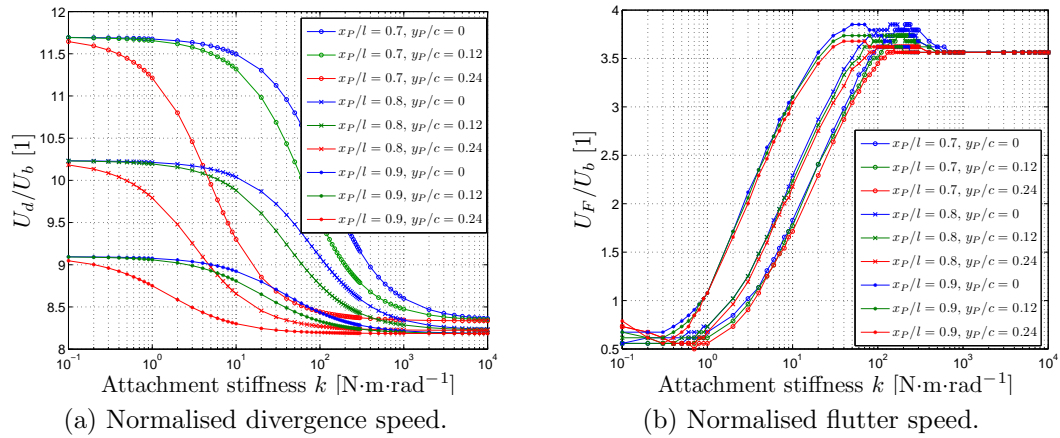 12
11.5
11
10.5
10
9.5
9
8.5
8
U_d/U_b [1]
10^−1 10^0 10^1 10^2 10^3 10^4
Attachment stiffness k [N·m·rad^−1]
x_P/l = 0.7, y_P/c = 0
x_P/l = 0.7, y_P/c = 0.12
x_P/l = 0.7, y_P/c = 0.24
x_P/l = 0.8, y_P/c = 0
x_P/l = 0.8, y_P/c = 0.12
x_P/l = 0.8, y_P/c = 0.24
x_P/l = 0.9, y_P/c = 0
x_P/l = 0.9, y_P/c = 0.12
x_P/l = 0.9, y_P/c = 0.24
(a) Normalised divergence speed.
4
3.5
3
2.5
2
1.5
1
0.5
U_F/U_b [1]
10^−1 10^0 10^1 10^2 10^3 10^4
Attachment stiffness k [N·m·rad^−1]
x_P/l = 0.7, y_P/c = 0
x_P/l = 0.7, y_P/c = 0.12
x_P/l = 0.7, y_P/c = 0.24
x_P/l = 0.8, y_P/c = 0
x_P/l = 0.8, y_P/c = 0.12
x_P/l = 0.8, y_P/c = 0.24
x_P/l = 0.9, y_P/c = 0
x_P/l = 0.9, y_P/c = 0.12
x_P/l = 0.9, y_P/c = 0.24
(b) Normalised flutter speed.